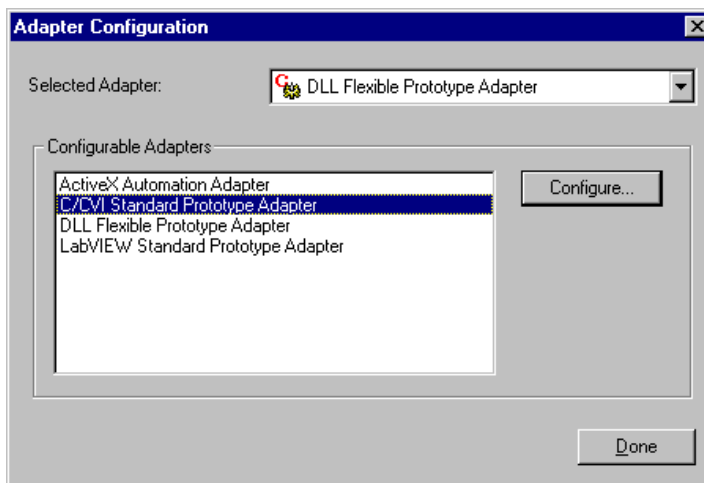 Adapter Configuration
Selected Adapter: DLL Flexible Prototype Adapter
Configurable Adapters
ActiveX Automation Adapter
C/CVI Standard Prototype Adapter
DLL Flexible Prototype Adapter
LabVIEW Standard Prototype Adapter
Configure...
Done